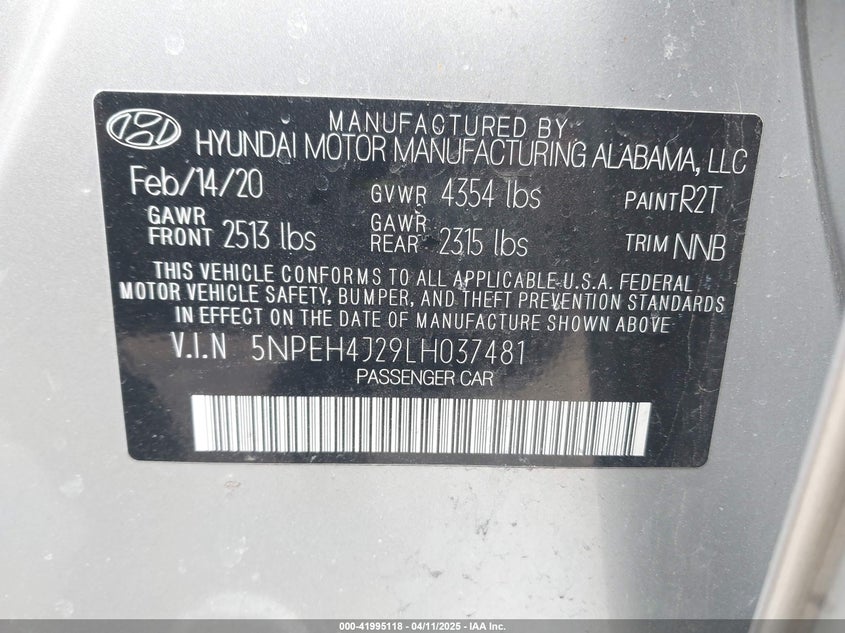 MANUFACTURED BY
HYUNDAI MOTOR MANUFACTURING ALABAMA, LLC
Feb/14/20 GVWR 4354 lbs PAINT R2T
GAWR FRONT 2513 lbs GAWR REAR 2315 lbs TRIM NNB
THIS VEHICLE CONFORMS TO ALL APPLICABLE U.S.A. FEDERAL
MOTOR VEHICLE SAFETY, BUMPER, AND THEFT PREVENTION STANDARDS
IN EFFECT ON THE DATE OF MANUFACTURE SHOWN ABOVE
V.I.N 5NPEH4J29LH037481
PASSENGER CAR
000-41995118 - 04/11/2025 - IAA Inc.